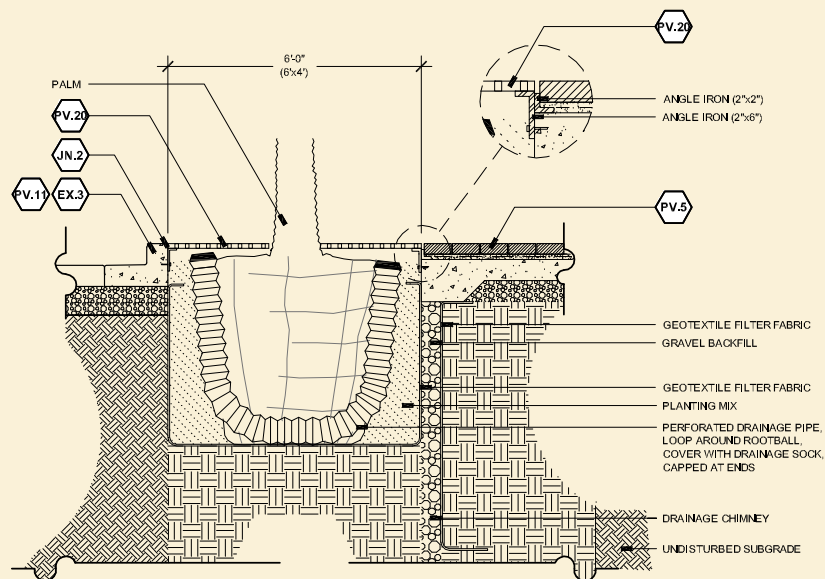 PV.20
6'-0"
(6'x4')
PALM
ANGLE IRON (2"x2")
ANGLE IRON (2"x6")
PV.20
JN.2
PV.11 EX.3
PV.5
GEOTEXTILE FILTER FABRIC
GRAVEL BACKFILL
GEOTEXTILE FILTER FABRIC
PLANTING MIX
PERFORATED DRAINAGE PIPE,
LOOP AROUND ROOTBALL,
COVER WITH DRAINAGE SOCK,
CAPPED AT ENDS
DRAINAGE CHIMNEY
UNDISTURBED SUBGRADE